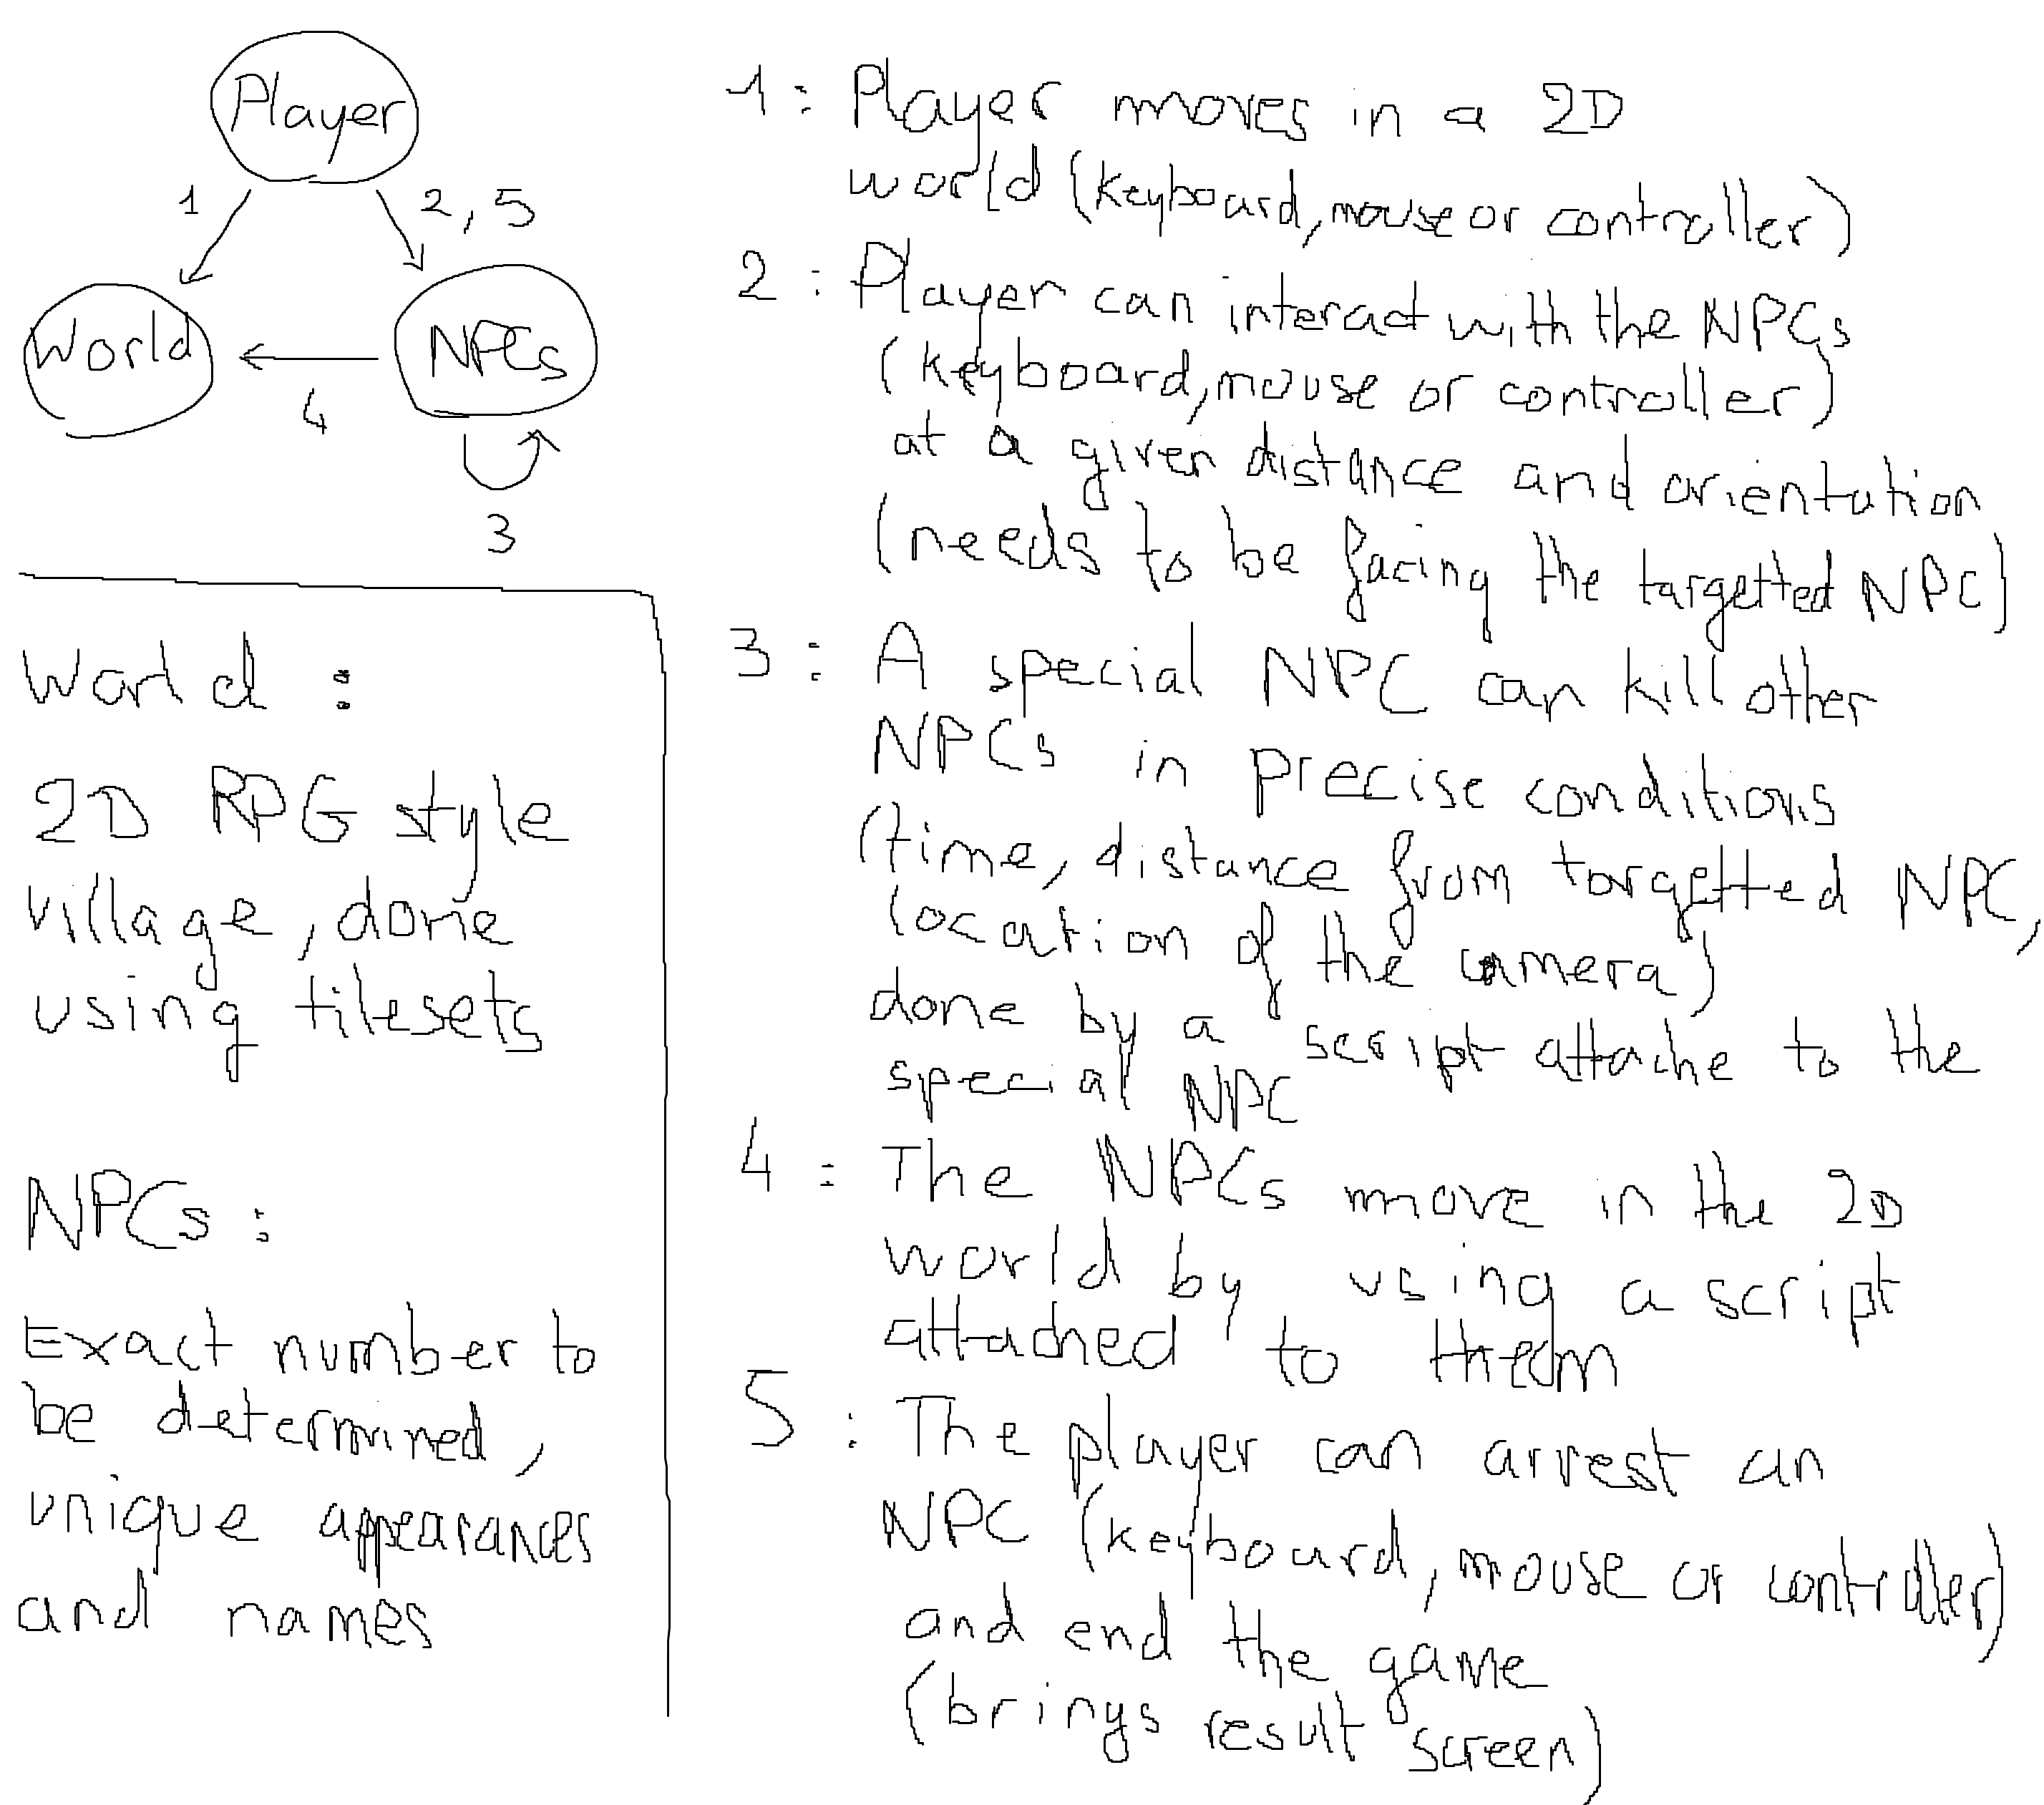 Player
1
2, 5
World
NPCs
4
3
World :
2D RPG style
village, done
using tilesets
NPCs :
Exact number to
be determined,
unique appearances
and names
1 : Player moves in a 2D
world (keyboard, mouse or controller)
2 : Player can interact with the NPCs
(keyboard, mouse or controller)
at a given distance and orientation
(needs to be facing the targetted NPC)
3 : A special NPC can kill other
NPCs in precise conditions
(time, distance from targetted NPC,
location of the camera)
done by a script attache to the
special NPC
4 : The NPCs move in the 2D
world by using a script
attached to them
5 : The player can arrest an
NPC (keyboard, mouse or controller)
and end the game
(brings result screen)